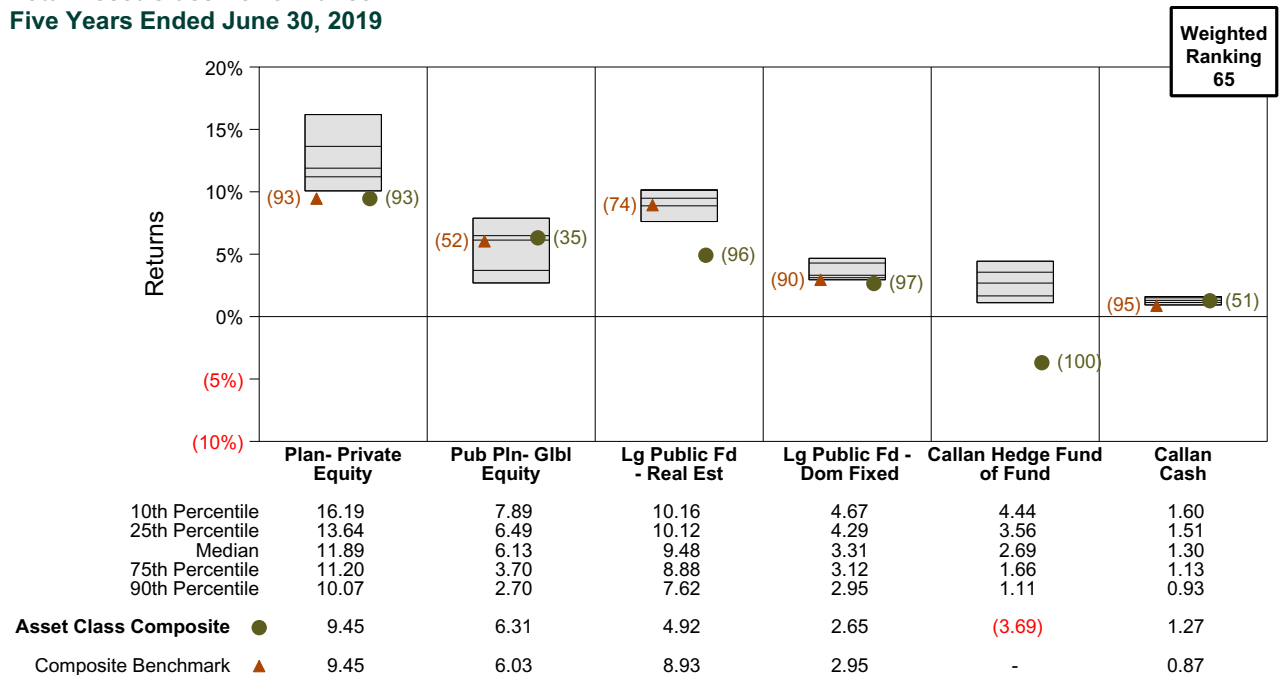 Five Years Ended June 30, 2019
Weighted
Ranking
65
Returns
20%
15%
10%
5%
0%
(5%)
(10%)
(93) (93)
(52) (35)
(74) (96)
(90) (97)
(100)
(95) (51)
Plan- Private Equity
Pub Pln- Glbl Equity
Lg Public Fd - Real Est
Lg Public Fd - Dom Fixed
Callan Hedge Fund of Fund
Callan Cash
10th Percentile 16.19 7.89 10.16 4.67 4.44 1.60
25th Percentile 13.64 6.49 10.12 4.29 3.56 1.51
Median 11.89 6.13 9.48 3.31 2.69 1.30
75th Percentile 11.20 3.70 8.88 3.12 1.66 1.13
90th Percentile 10.07 2.70 7.62 2.95 1.11 0.93
Asset Class Composite 9.45 6.31 4.92 2.65 (3.69) 1.27
Composite Benchmark 9.45 6.03 8.93 2.95 - 0.87